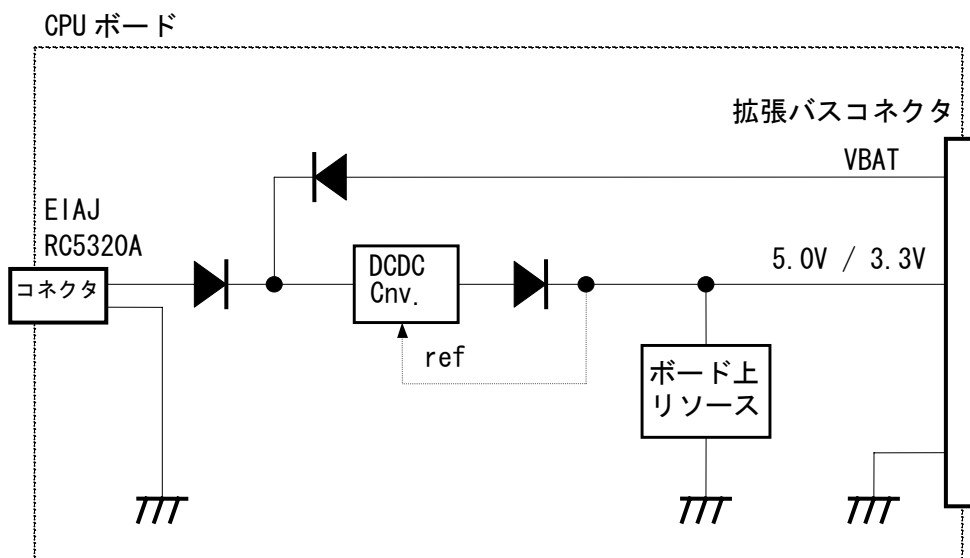 CPU ボード
拡張バスコネクタ
VBAT
EIAJ
RC5320A
コネクタ
DCDC
Cnv.
5.0V / 3.3V
ref
ボード上
リソース